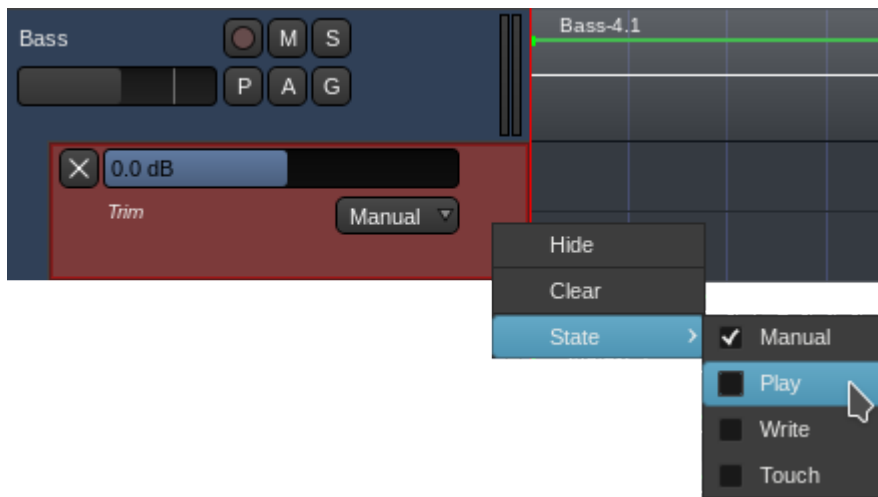 Bass
M S
P A G
Bass-4.1
0.0 dB
Trim
Manual
Hide
Clear
State
Manual
Play
Write
Touch